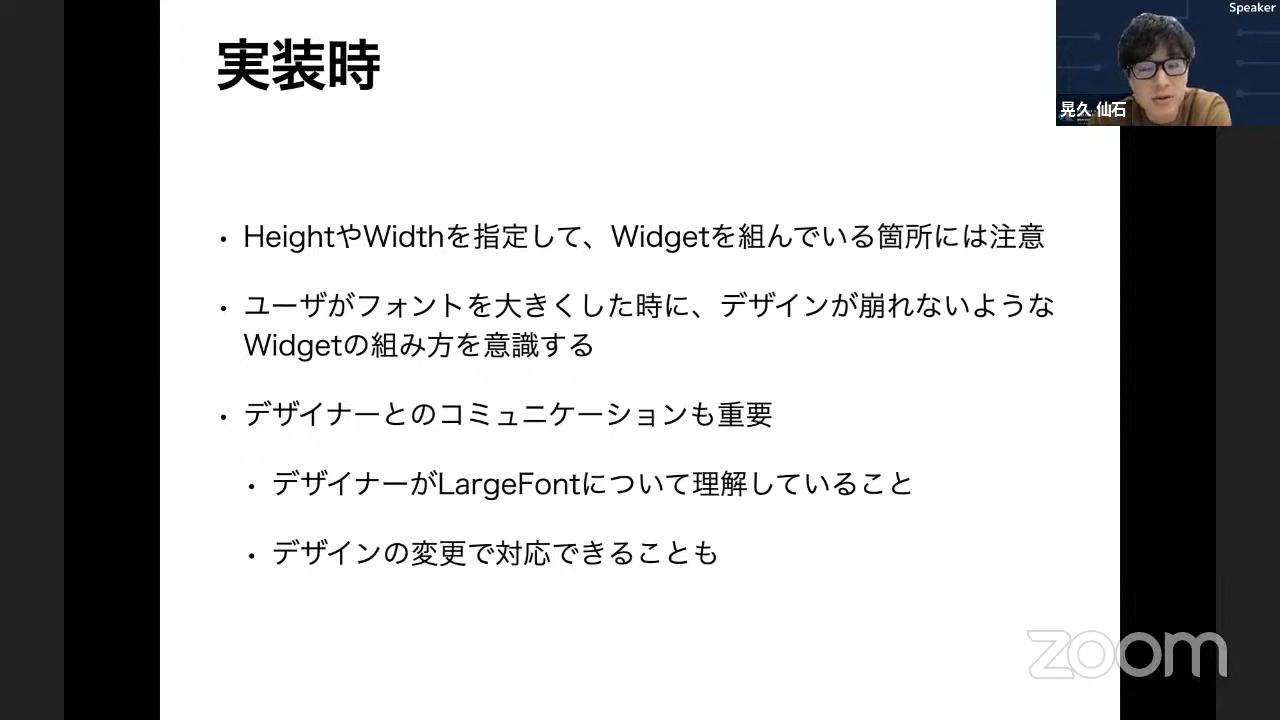 実装時
Speaker
晃久 仙石
・HeightやWidthを指定して、Widgetを組んでいる箇所には注意
・ユーザがフォントを大きくした時に、デザインが崩れないような
Widgetの組み方を意識する
・デザイナーとのコミュニケーションも重要
・デザイナーがLargeFontについて理解していること
・デザインの変更で対応できることも
zoom